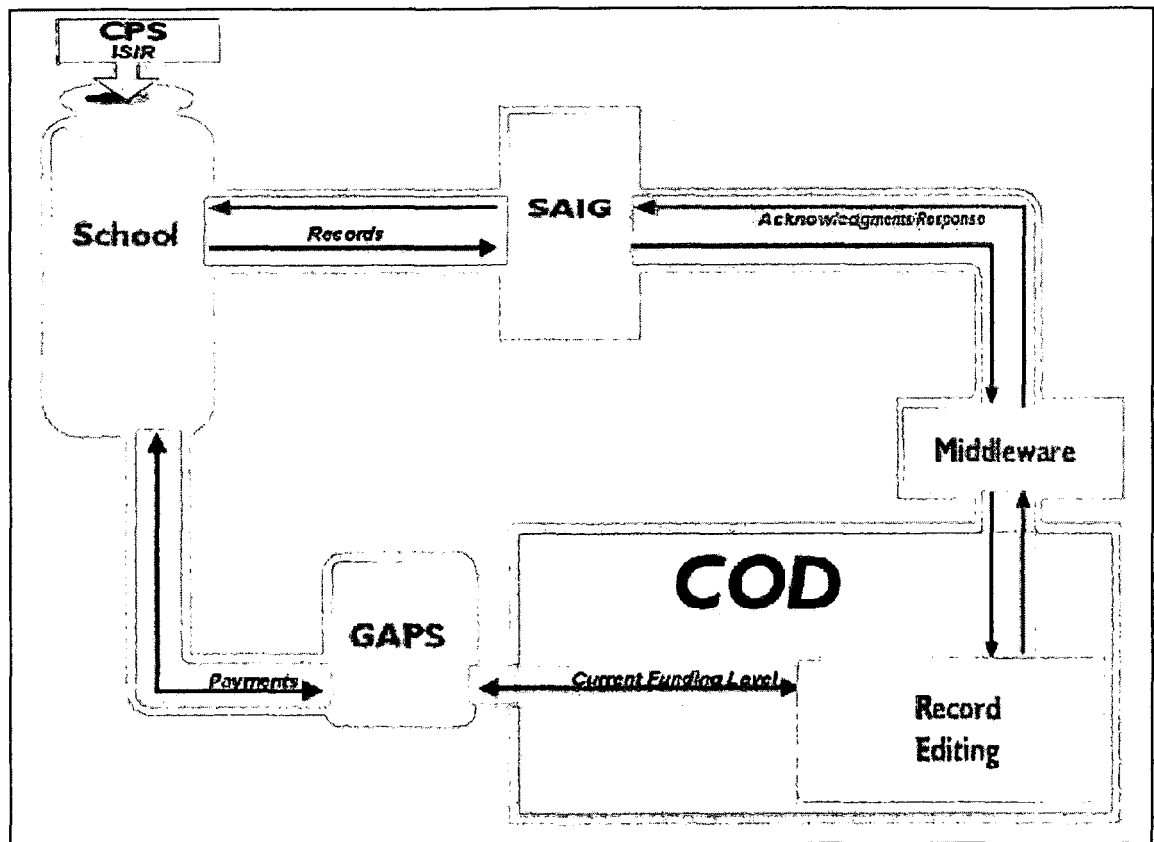 CPS
ISIR
School
Records
SAIG
Acknowledgments/Response
Middleware
COD
GAPS
Payments
Current Funding Level
Record
Editing